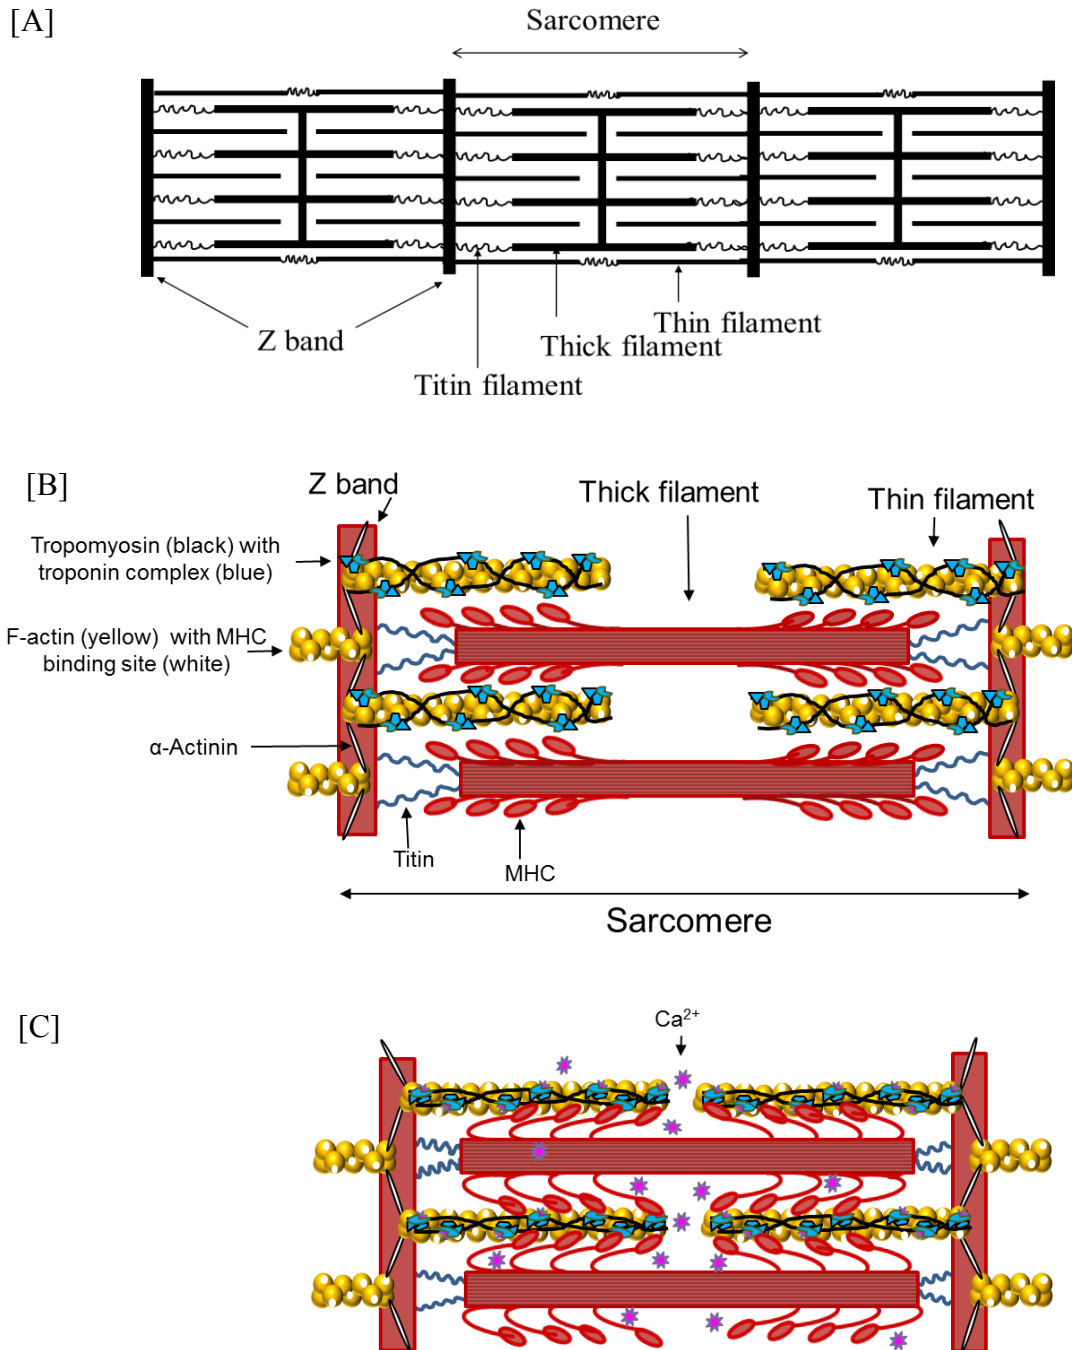 [A]
Sarcomere
Z band
Thin filament
Thick filament
Titin filament
[B]
Z band
Thick filament
Thin filament
Tropomyosin (black) with
troponin complex (blue)
F-actin (yellow) with MHC
binding site (white)
α-Actinin
Titin
MHC
Sarcomere
[C]
Ca²⁺